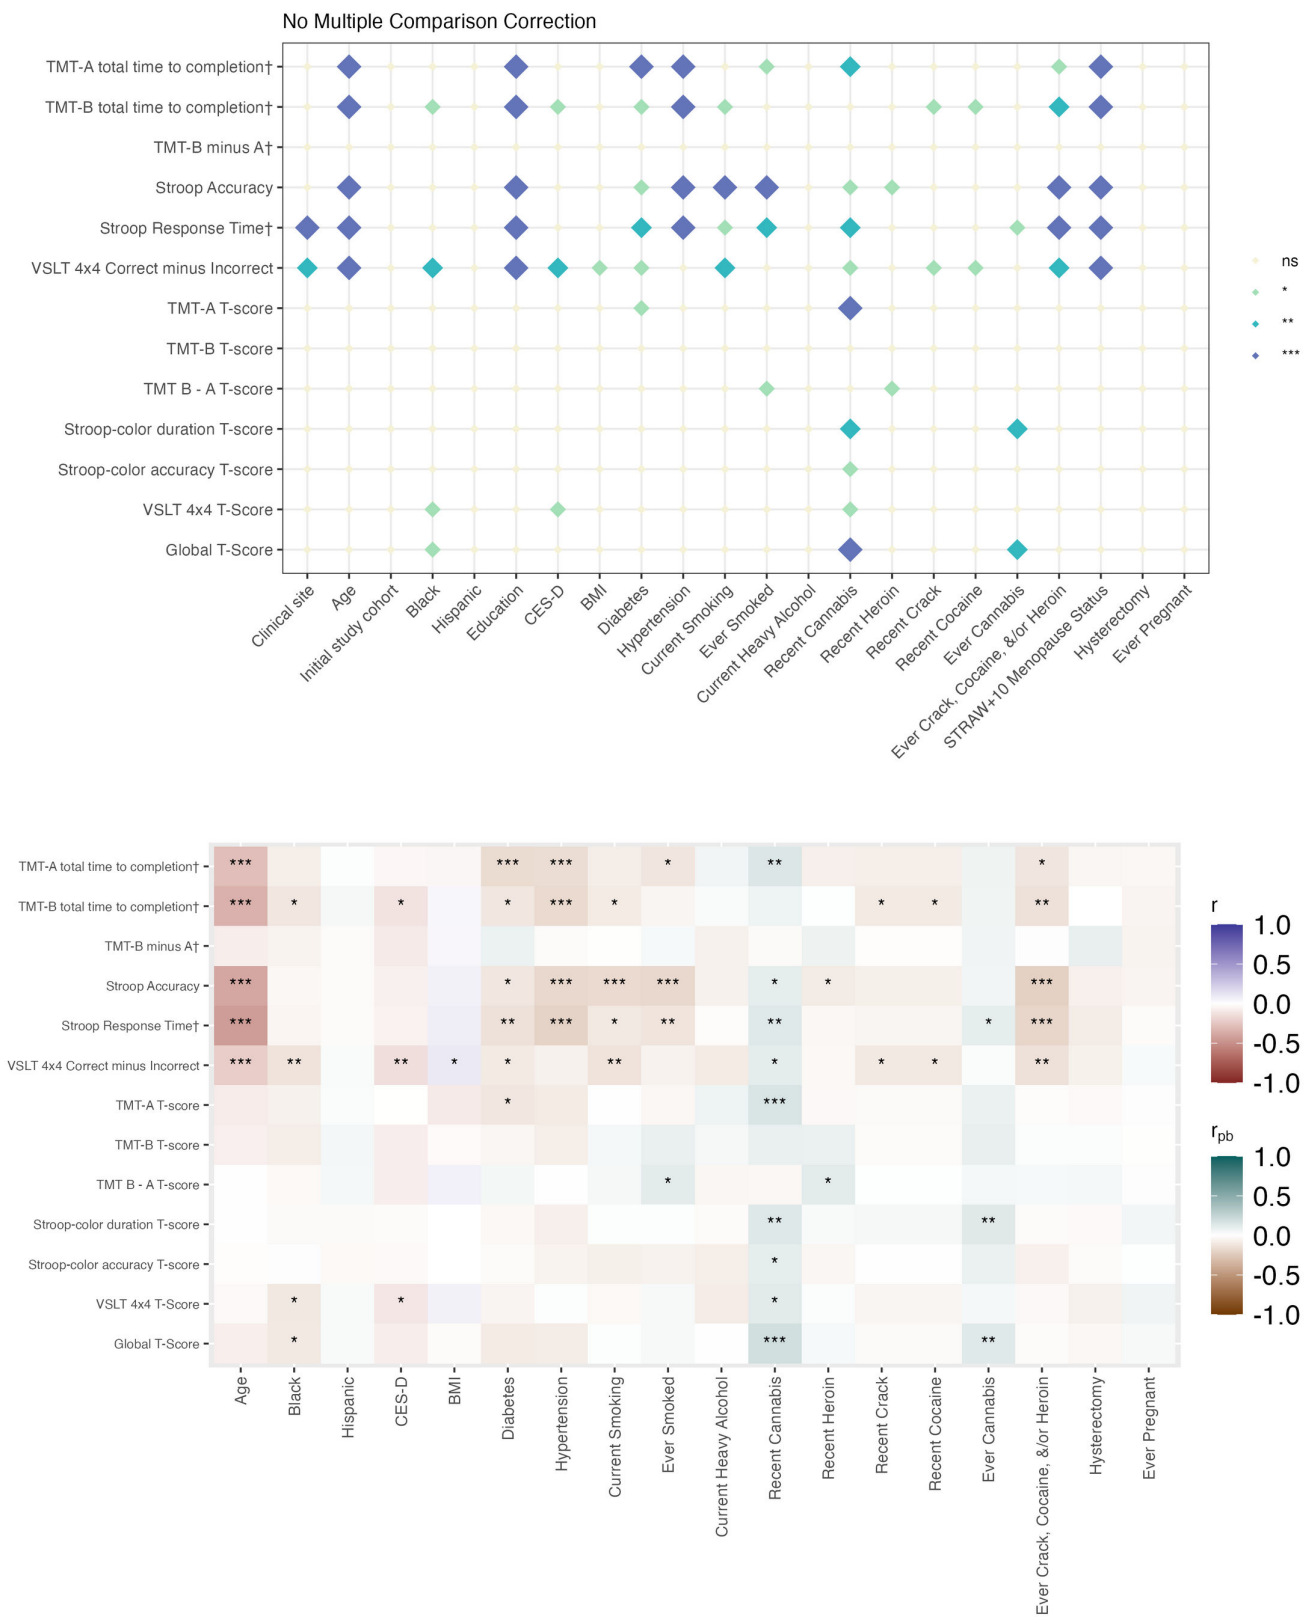 No Multiple Comparison Correction
TMT-A total time to completion†
TMT-B total time to completion†
TMT-B minus A†
Stroop Accuracy
Stroop Response Time†
VSLT 4x4 Correct minus Incorrect
TMT-A T-score
TMT-B T-score
TMT B - A T-score
Stroop-color duration T-score
Stroop-color accuracy T-score
VSLT 4x4 T-Score
Global T-Score
ns
*
**
***
Clinical site
Age
Initial study cohort
Black
Hispanic
Education
CES-D
BMI
Diabetes
Hypertension
Current Smoking
Ever Smoked
Current Heavy Alcohol
Recent Cannabis
Recent Heroin
Recent Crack
Recent Cocaine
Ever Cannabis
Ever Crack, Cocaine, &/or Heroin
STRAW+10 Menopause Status
Hysterectomy
Ever Pregnant
TMT-A total time to completion† *** *** *** * ** *
TMT-B total time to completion† *** * * * *** * * * **
TMT-B minus A†
Stroop Accuracy *** * *** *** *** * * ***
Stroop Response Time† *** ** *** * ** ** * ***
VSLT 4x4 Correct minus Incorrect *** ** ** * * ** * * * **
TMT-A T-score * ***
TMT-B T-score
TMT B - A T-score * *
Stroop-color duration T-score ** **
Stroop-color accuracy T-score *
VSLT 4x4 T-Score * * *
Global T-Score * *** **
Age
Black
Hispanic
CES-D
BMI
Diabetes
Hypertension
Current Smoking
Ever Smoked
Current Heavy Alcohol
Recent Cannabis
Recent Heroin
Recent Crack
Recent Cocaine
Ever Cannabis
Ever Crack, Cocaine, &/or Heroin
Hysterectomy
Ever Pregnant
r
1.0
0.5
0.0
-0.5
-1.0
rpb
1.0
0.5
0.0
-0.5
-1.0